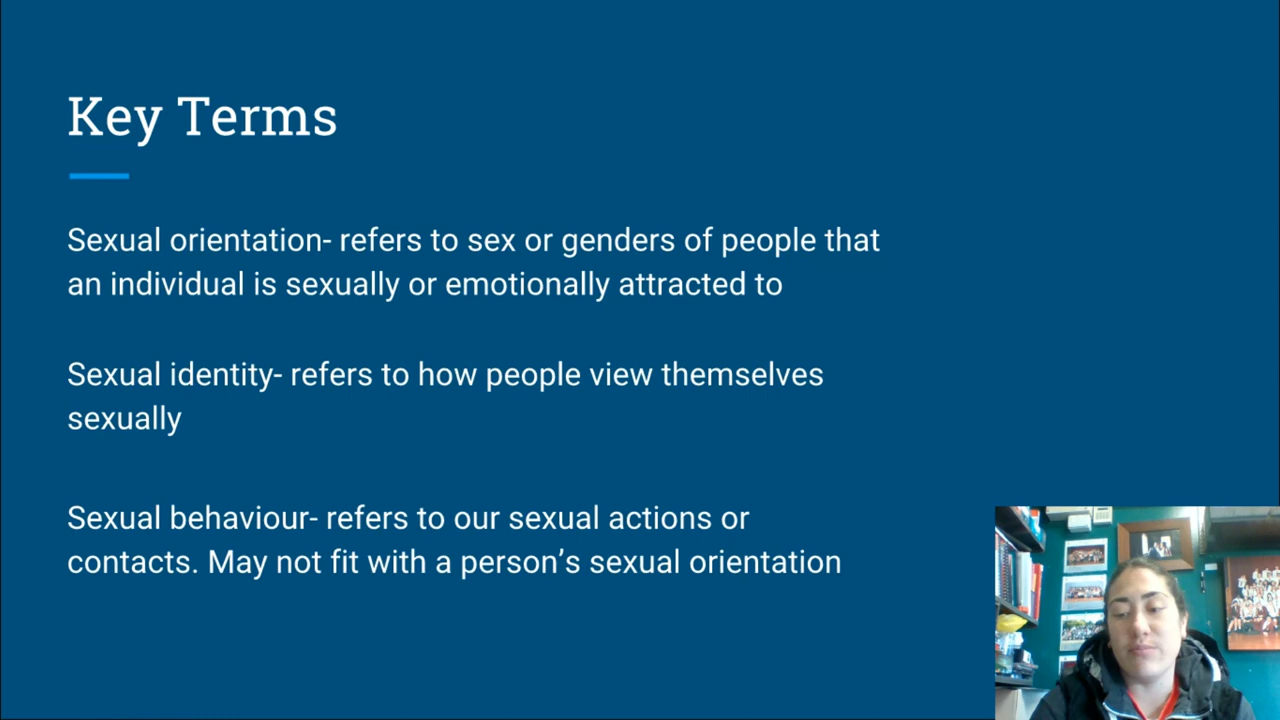 Key Terms
Sexual orientation- refers to sex or genders of people that
an individual is sexually or emotionally attracted to
Sexual identity- refers to how people view themselves
sexually
Sexual behaviour- refers to our sexual actions or
contacts. May not fit with a person’s sexual orientation